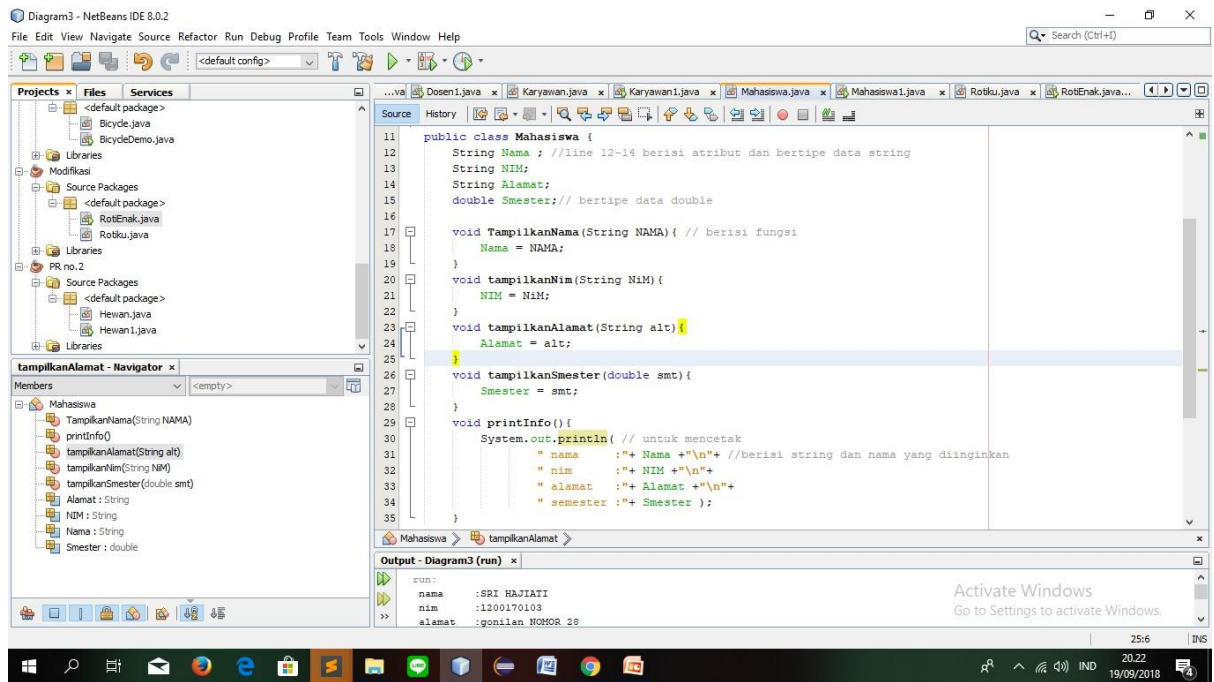 Diagram3 - NetBeans IDE 8.0.2
File Edit View Navigate Source Refactor Run Debug Profile Team Tools Window Help
Search (Ctrl+I)
<default config>
Projects x Files Services
<default package>
Bicycle.java
BicycleDemo.java
Libraries
Modifikasi
Source Packages
<default package>
RotiEnak.java
Rotiku.java
Libraries
PR no.2
Source Packages
<default package>
Hewan.java
Hewan1.java
Libraries
tampilkanAlamat - Navigator x
Members <empty>
Mahasiswa
TampilkanNama(String NAMA)
printInfo()
tampilkanAlamat(String alt)
tampilkanNim(String NiM)
tampilkanSmester(double smt)
Alamat : String
NIM : String
Nama : String
Smester : double
...va Dosen1.java x Karyawan.java x Karyawan1.java x Mahasiswa.java x Mahasiswa1.java x Rotiku.java x RotiEnak.java...
Source History
11 public class Mahasiswa {
12 String Nama ; //line 12-14 berisi atribut dan bertipe data string
13 String NIM;
14 String Alamat;
15 double Smester;// bertipe data double
16
17 void TampilkanNama(String NAMA){ // berisi fungsi
18 Nama = NAMA;
19 }
20 void tampilkanNim(String NiM){
21 NIM = NiM;
22 }
23 void tampilkanAlamat(String alt){
24 Alamat = alt;
25 }
26 void tampilkanSmester(double smt){
27 Smester = smt;
28 }
29 void printInfo(){
30 System.out.println( // untuk mencetak
31 " nama :"+ Nama +"\n"+ //berisi string dan nama yang diinginkan
32 " nim :"+ NIM +"\n"+
33 " alamat :"+ Alamat +"\n"+
34 " semester :"+ Smester );
35 }
Mahasiswa tampilkanAlamat
Output - Diagram3 (run) x
run:
nama :SRI HAJIATI
nim :1200170103
alamat :gonilan NOMOR 28
Activate Windows
Go to Settings to activate Windows.
25:6 INS
IND
20.22
19/09/2018
4